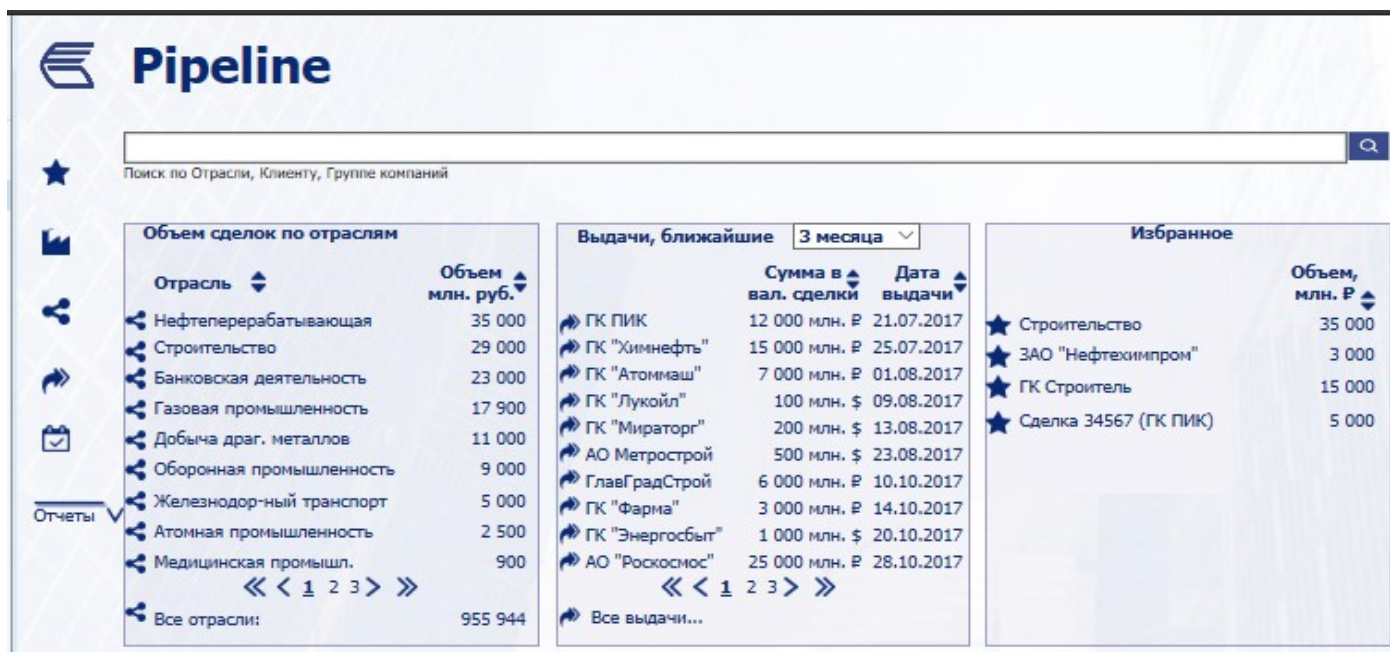 Pipeline
Поиск по Отрасли, Клиенту, Группе компаний
Объем сделок по отраслям
Отрасль Объем млн. руб.
Нефтеперерабатывающая 35 000
Строительство 29 000
Банковская деятельность 23 000
Газовая промышленность 17 900
Добыча драг. металлов 11 000
Оборонная промышленность 9 000
Железнодор-ный транспорт 5 000
Атомная промышленность 2 500
Медицинская промышл. 900
1 2 3
Все отрасли: 955 944
Выдачи, ближайшие 3 месяца
Сумма в вал. сделки Дата выдачи
ГК ПИК 12 000 млн. ₽ 21.07.2017
ГК "Химнефть" 15 000 млн. ₽ 25.07.2017
ГК "Атоммаш" 7 000 млн. ₽ 01.08.2017
ГК "Лукойл" 100 млн. $ 09.08.2017
ГК "Мираторг" 200 млн. $ 13.08.2017
АО Метрострой 500 млн. $ 23.08.2017
ГлавГрадСтрой 6 000 млн. ₽ 10.10.2017
ГК "Фарма" 3 000 млн. ₽ 14.10.2017
ГК "Энергосбыт" 1 000 млн. $ 20.10.2017
АО "Роскосмос" 25 000 млн. ₽ 28.10.2017
1 2 3
Все выдачи...
Избранное
Объем, млн. ₽
Строительство 35 000
ЗАО "Нефтехимпром" 3 000
ГК Строитель 15 000
Сделка 34567 (ГК ПИК) 5 000
Отчеты